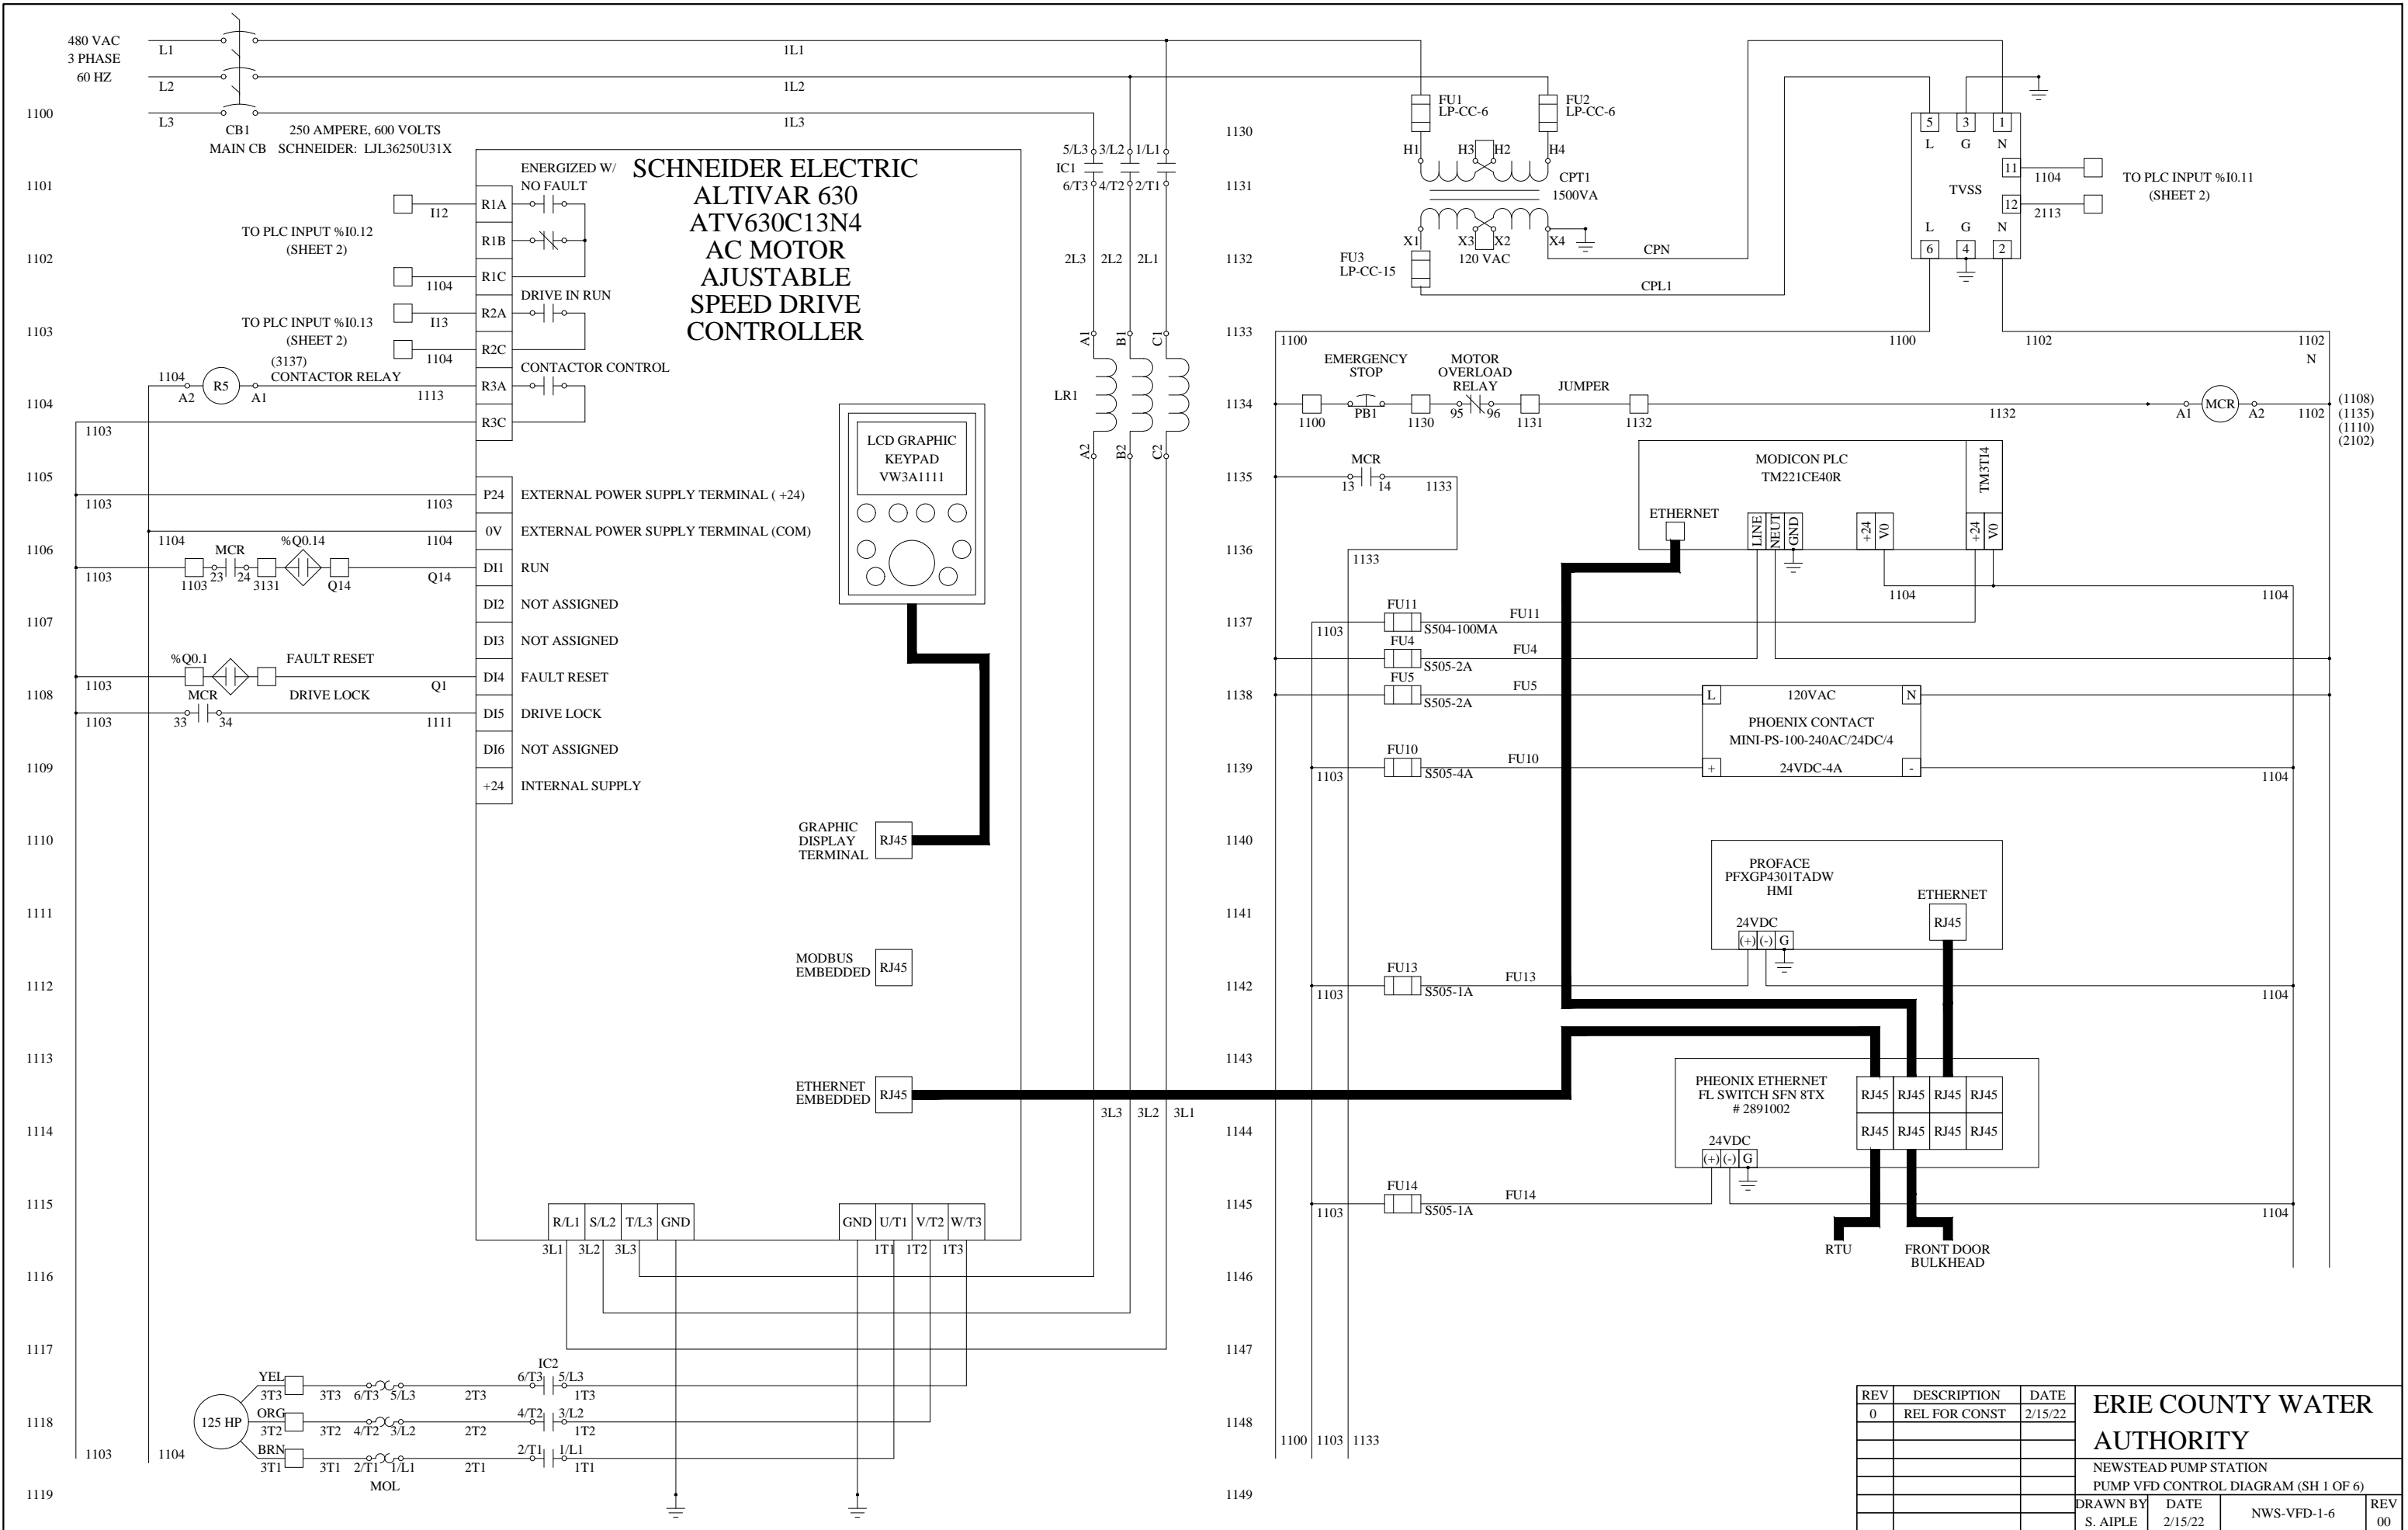 480 VAC
3 PHASE
60 HZ
L1
1L1
L2
1L2
1100
L3
1L3
CB1
250 AMPERE, 600 VOLTS
MAIN CB SCHNEIDER: LJL36250U31X
1101
1102
1103
1104
1105
1106
1107
1108
1109
1110
1111
1112
1113
1114
1115
1116
1117
1118
1119
SCHNEIDER ELECTRIC
ALTIVAR 630
ATV630C13N4
AC MOTOR
AJUSTABLE
SPEED DRIVE
CONTROLLER
ENERGIZED W/
NO FAULT
I12
R1A
TO PLC INPUT %I0.12
(SHEET 2)
R1B
1104
R1C
DRIVE IN RUN
I13
R2A
TO PLC INPUT %I0.13
(SHEET 2)
1104
R2C
(3137)
CONTACTOR RELAY
CONTACTOR CONTROL
1104
A2
R5
A1
1113
R3A
1103
R3C
1103
1103
P24
EXTERNAL POWER SUPPLY TERMINAL ( +24)
1104
1104
0V
EXTERNAL POWER SUPPLY TERMINAL (COM)
1103
MCR
%Q0.14
1103
23
24
3131
Q14
Q14
DI1
RUN
DI2
NOT ASSIGNED
DI3
NOT ASSIGNED
%Q0.1
FAULT RESET
1103
Q1
DI4
FAULT RESET
MCR
DRIVE LOCK
1103
33
34
1111
DI5
DRIVE LOCK
DI6
NOT ASSIGNED
+24
INTERNAL SUPPLY
LCD GRAPHIC
KEYPAD
VW3A1111
GRAPHIC
DISPLAY
TERMINAL
RJ45
MODBUS
EMBEDDED
RJ45
ETHERNET
EMBEDDED
RJ45
R/L1
S/L2
T/L3
GND
GND
U/T1
V/T2
W/T3
3L1
3L2
3L3
1T1
1T2
1T3
5/L3
3/L2
1/L1
IC1
6/T3
4/T2
2/T1
2L3
2L2
2L1
A1
B1
C1
LR1
A2
B2
C2
3L3
3L2
3L1
125 HP
YEL
3T3
3T3
6/T3
5/L3
2T3
IC2
6/T3
5/L3
1T3
ORG
3T2
3T2
4/T2
3/L2
2T2
4/T2
3/L2
1T2
BRN
3T1
3T1
2/T1
1/L1
2T1
2/T1
1/L1
1T1
MOL
1103
1104
1130
1131
1132
1133
1134
1135
1136
1137
1138
1139
1140
1141
1142
1143
1144
1145
1146
1147
1148
1149
FU1
LP-CC-6
FU2
LP-CC-6
H1
H3
H2
H4
CPT1
1500VA
X1
X3
X2
X4
120 VAC
FU3
LP-CC-15
CPN
CPL1
5
3
1
L
G
N
11
1104
TVSS
12
2113
TO PLC INPUT %I0.11
(SHEET 2)
L
G
N
6
4
2
1100
1100
1102
1102
N
EMERGENCY
STOP
MOTOR
OVERLOAD
RELAY
JUMPER
1100
PB1
1130
95
96
1131
1132
1132
A1
MCR
A2
1102
(1108)
(1135)
(1110)
(2102)
MCR
13
14
1133
1133
MODICON PLC
TM221CE40R
TM3TI4
ETHERNET
LINE
NEUT
GND
+24
V0
+24
V0
1104
1104
1103
FU11
S504-100MA
FU11
FU4
S505-2A
FU4
FU5
S505-2A
FU5
L
120VAC
N
PHOENIX CONTACT
MINI-PS-100-240AC/24DC/4
+
24VDC-4A
-
1103
FU10
S505-4A
FU10
1104
PROFACE
PFXGP4301TADW
HMI
ETHERNET
RJ45
24VDC
(+)
(-)
G
1103
FU13
S505-1A
FU13
1104
PHEONIX ETHERNET
FL SWITCH SFN 8TX
# 2891002
RJ45
RJ45
RJ45
RJ45
RJ45
RJ45
RJ45
RJ45
24VDC
(+)
(-)
G
1103
FU14
S505-1A
FU14
1104
RTU
FRONT DOOR
BULKHEAD
1100
1103
1133
REV
DESCRIPTION
DATE
0
REL FOR CONST
2/15/22
ERIE COUNTY WATER
AUTHORITY
NEWSTEAD PUMP STATION
PUMP VFD CONTROL DIAGRAM (SH 1 OF 6)
DRAWN BY
S. AIPLE
DATE
2/15/22
NWS-VFD-1-6
REV
00